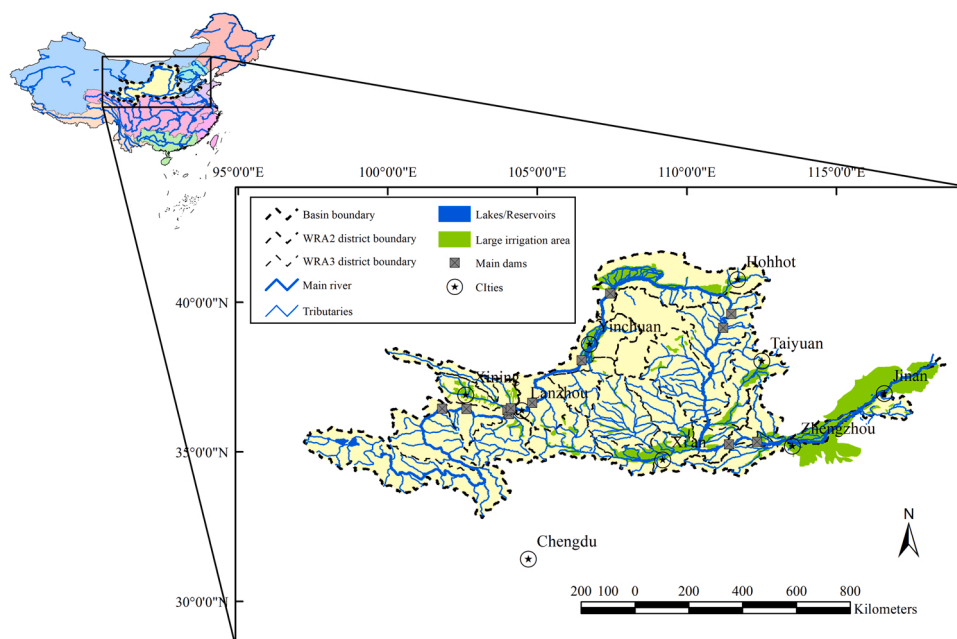 95°0'0"E
100°0'0"E
105°0'0"E
110°0'0"E
115°0'0"E
Basin boundary
WRA2 district boundary
WRA3 district boundary
Main river
Tributaries
Lakes/Reservoirs
Large irrigation area
Main dams
CIties
40°0'0"N
35°0'0"N
30°0'0"N
Hohhot
Yinchuan
Taiyuan
Xining
Lanzhou
Jinan
Zhengzhou
Xi'an
Chengdu
N
200 100 0 200 400 600 800
Kilometers